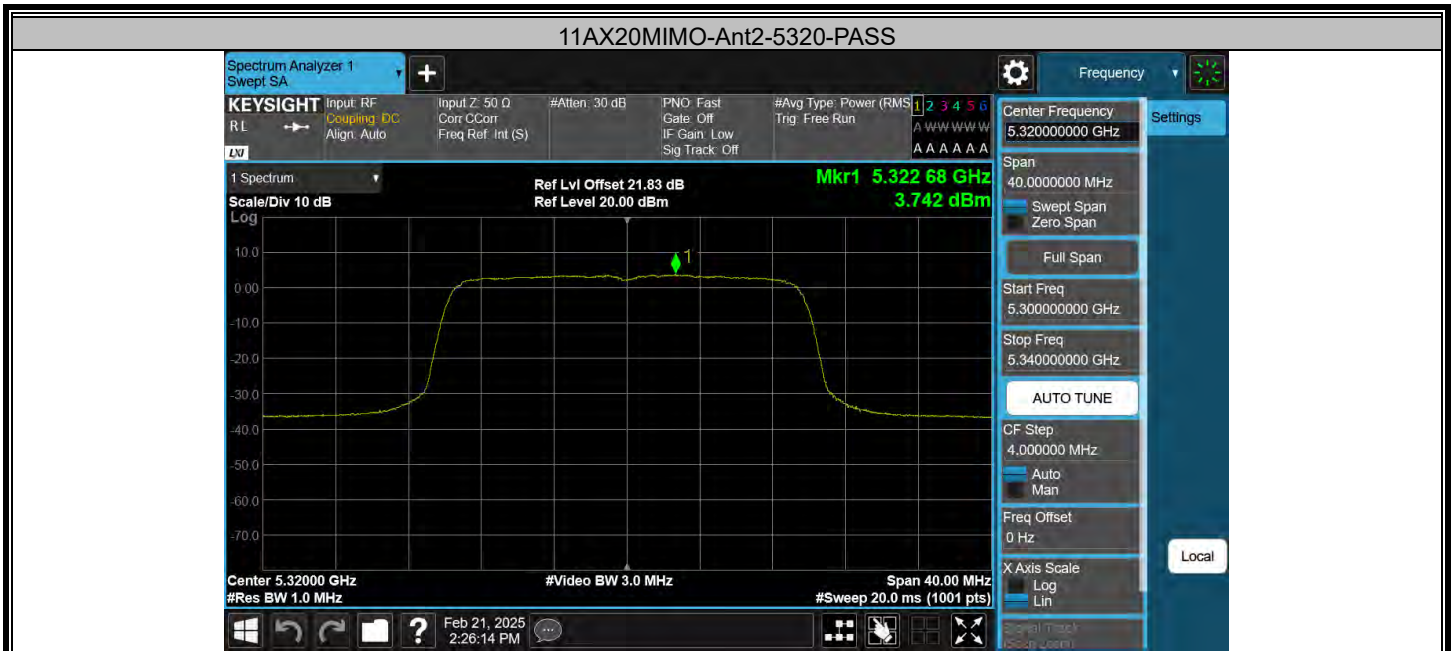 11AX20MIMO-Ant2-5320-PASS
Spectrum Analyzer 1
Swept SA
Frequency
KEYSIGHT
RL
LXI
Input: RF
Coupling: DC
Align: Auto
Input Z: 50 Ω
Corr CCorr
Freq Ref: Int (S)
#Atten: 30 dB
PNO: Fast
Gate: Off
IF Gain: Low
Sig Track: Off
#Avg Type: Power (RMS
Trig: Free Run
1 2 3 4 5 6
A W W W W W
A A A A A A
1 Spectrum
Scale/Div 10 dB
Ref Lvl Offset 21.83 dB
Ref Level 20.00 dBm
Mkr1 5.322 68 GHz
3.742 dBm
Log
10.0
0.00
-10.0
-20.0
-30.0
-40.0
-50.0
-60.0
-70.0
1
Center 5.32000 GHz
#Res BW 1.0 MHz
#Video BW 3.0 MHz
Span 40.00 MHz
#Sweep 20.0 ms (1001 pts)
Center Frequency
5.320000000 GHz
Settings
Span
40.0000000 MHz
Swept Span
Zero Span
Full Span
Start Freq
5.300000000 GHz
Stop Freq
5.340000000 GHz
AUTO TUNE
CF Step
4.000000 MHz
Auto
Man
Freq Offset
0 Hz
X Axis Scale
Log
Lin
Signal Track
(Span Zoom)
Local
Feb 21, 2025
2:26:14 PM